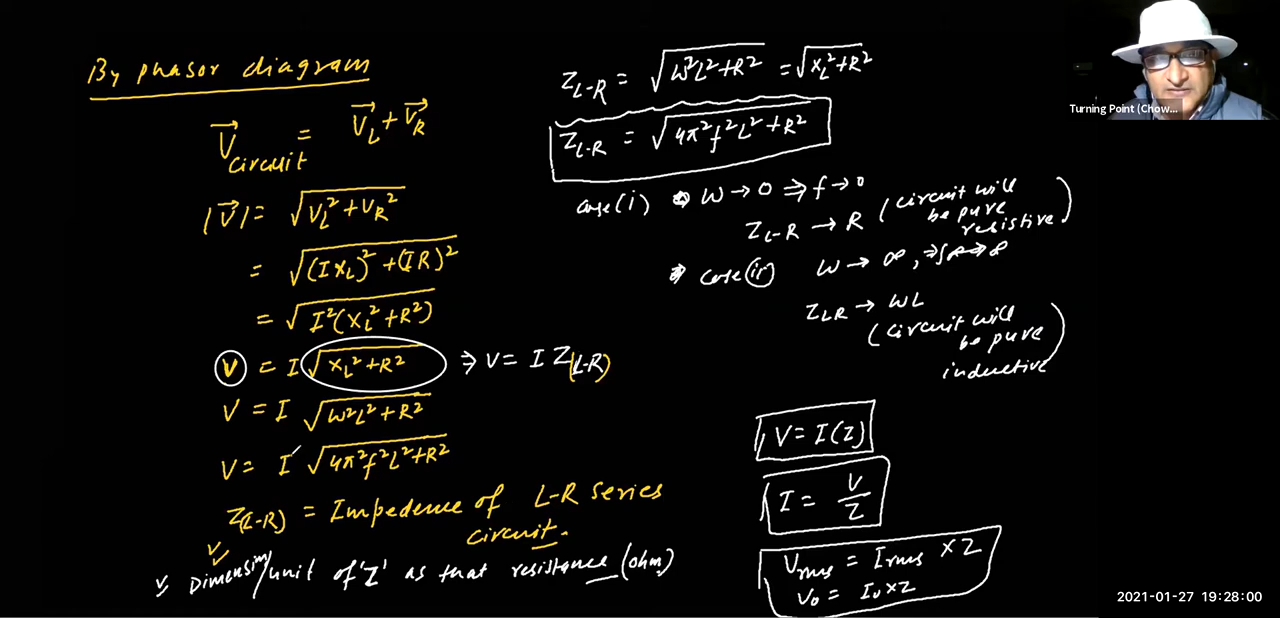 By phasor diagram
V⃗circuit = V⃗L + V⃗R
|V⃗| = √(VL² + VR²)
= √((IXL)² + (IR)²)
= √(I²(XL² + R²))
V = I √(XL² + R²) ⇒ V = I Z(L-R)
V = I √(W²L² + R²)
V = I √(4π²f²L² + R²)
Z(L-R) = Impedence of L-R series
circuit.
Dimension/unit of 'Z' as that resistance (ohm)
ZL-R = √(W²L² + R²) = √(XL² + R²)
ZL-R = √(4π²f²L² + R²)
case(i) W → 0 ⇒ f → 0
ZL-R → R (circuit will
be pure
resistive)
case(ii) W → ∞, ⇒ f → ∞
ZLR → WL
(circuit will
be pure
inductive)
V = I(Z)
I = V/Z
Vrms = Irms × Z
V₀ = I₀ × Z
Turning Point (Chow...
2021-01-27 19:28:00